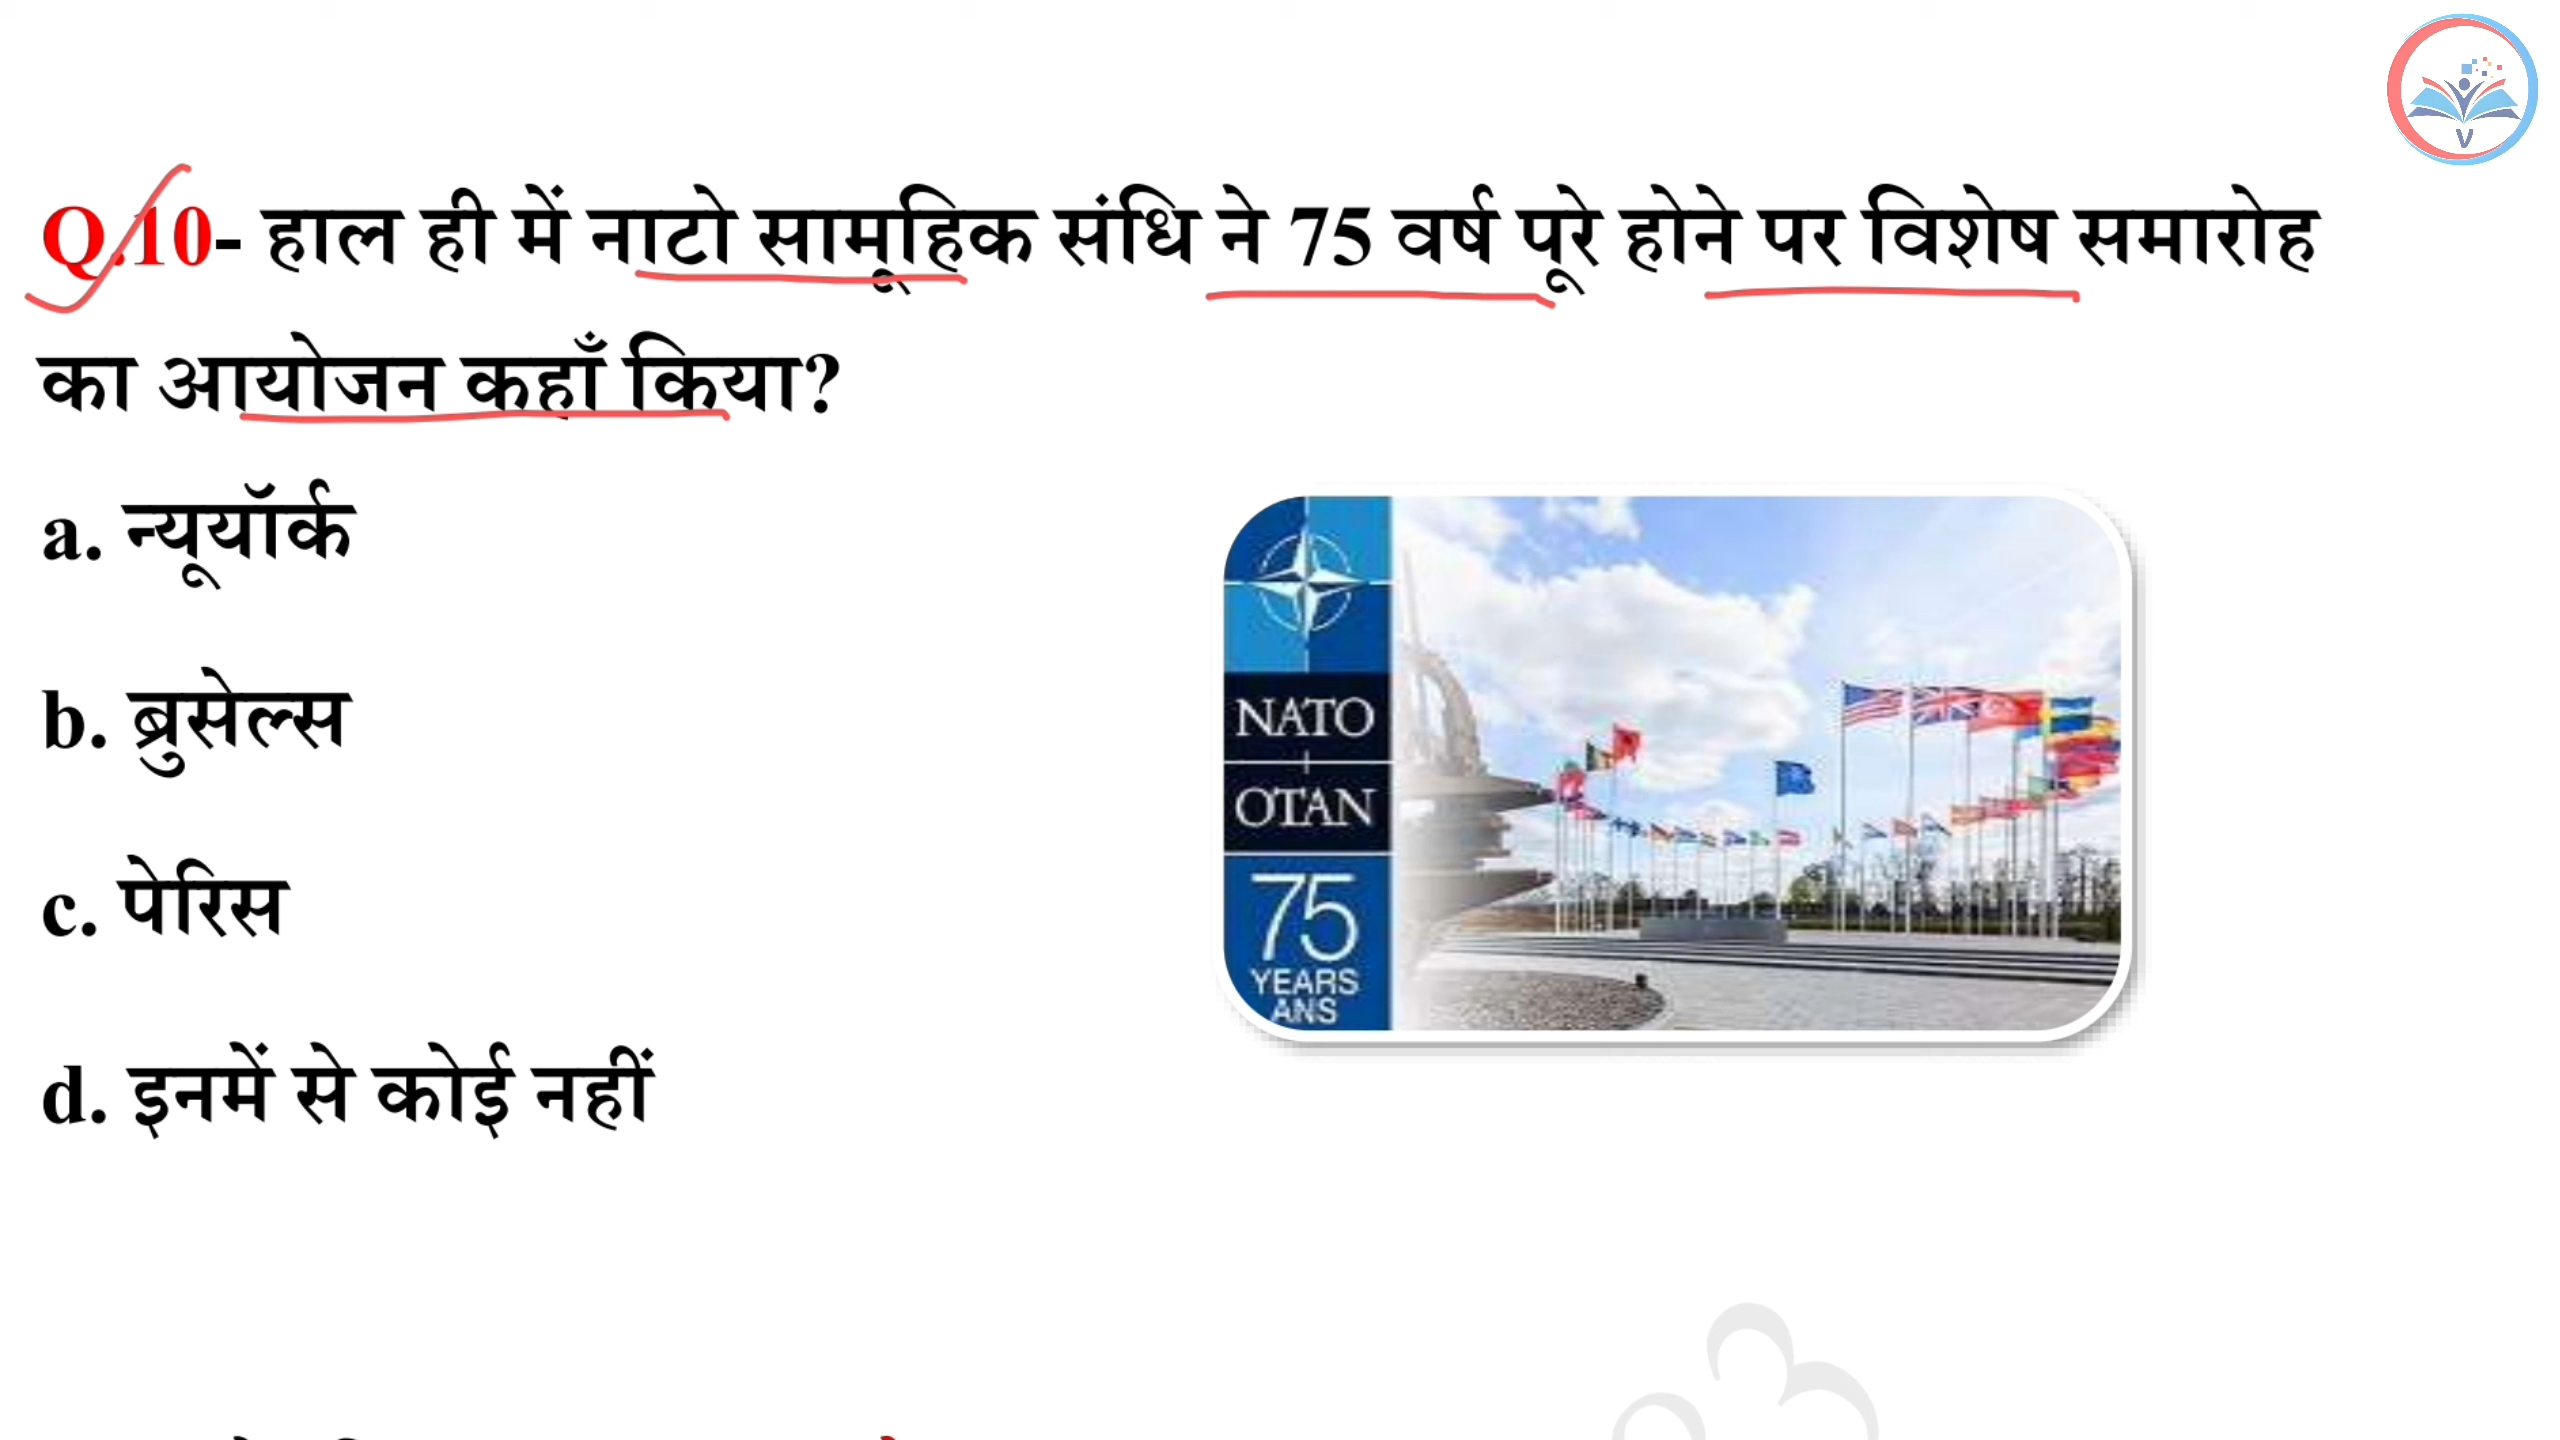 Q.10- हाल ही में नाटो सामूहिक संधि ने 75 वर्ष पूरे होने पर विशेष समारोह
का आयोजन कहाँ किया?
a. न्यूयॉर्क
b. ब्रुसेल्स
c. पेरिस
d. इनमें से कोई नहीं
NATO
OTAN
75
YEARS
ANS
V